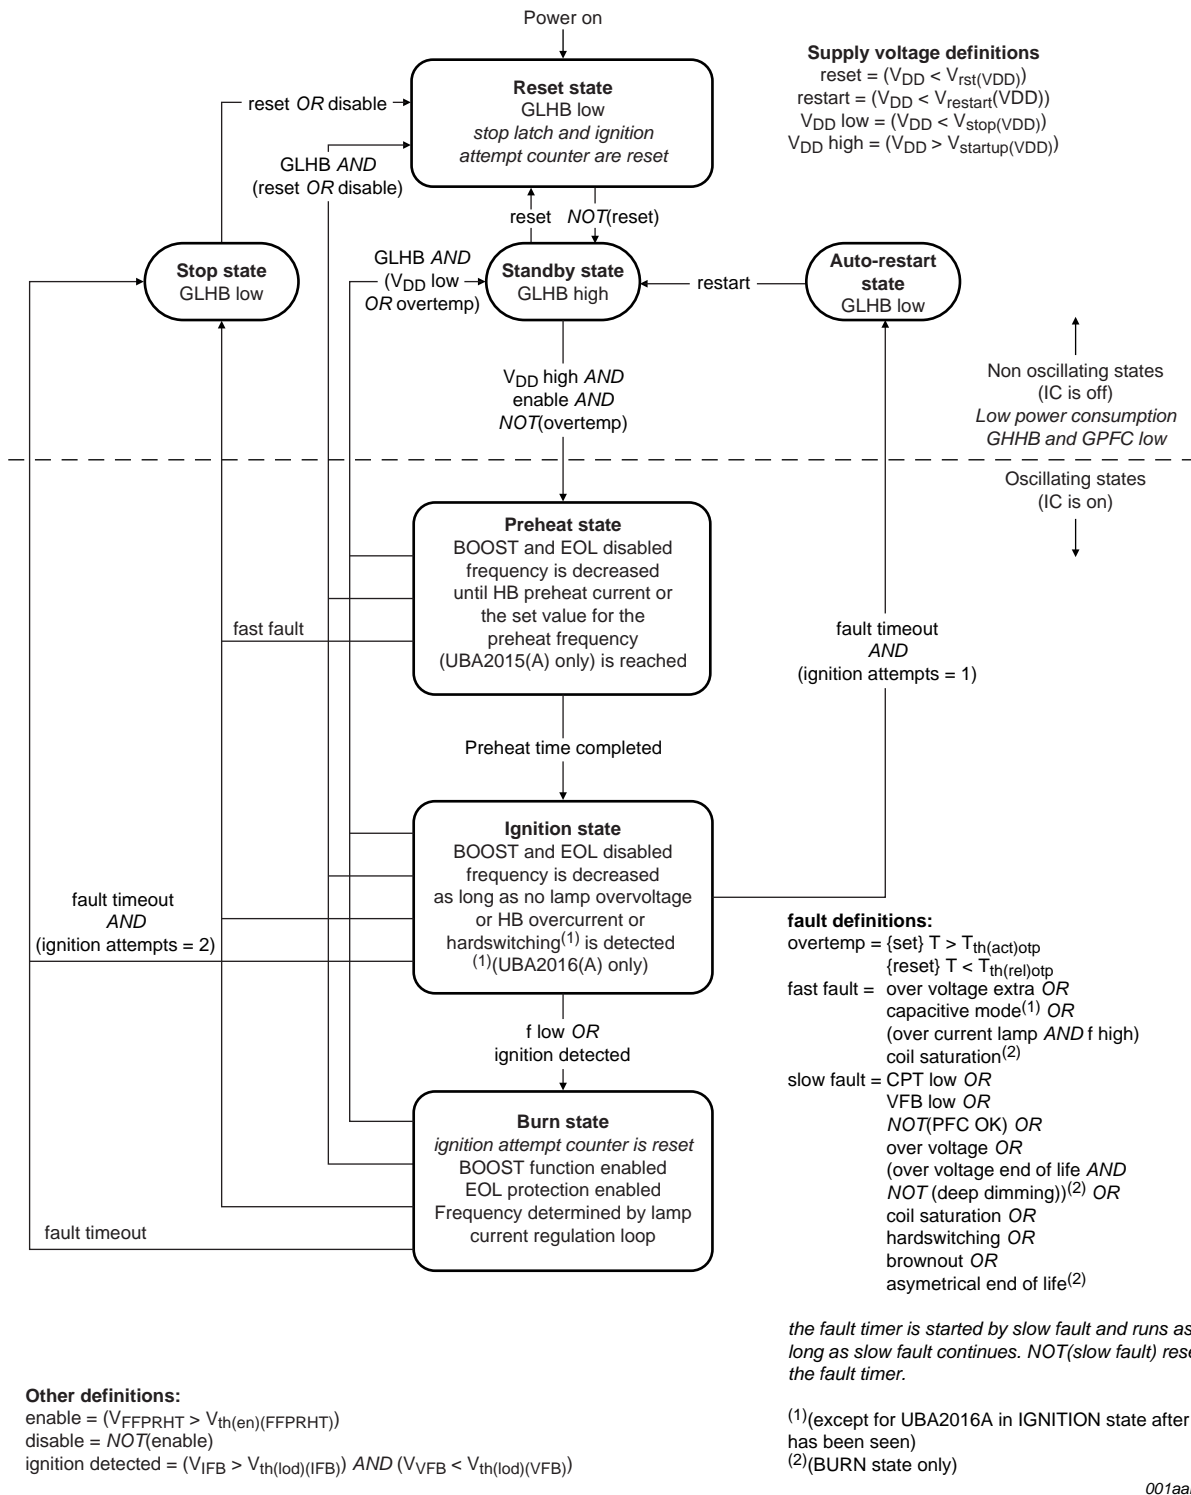 Power on
Supply voltage definitions
reset = (VDD < Vrst(VDD))
restart = (VDD < Vrestart(VDD))
VDD low = (VDD < Vstop(VDD))
VDD high = (VDD > Vstartup(VDD))
Reset state
GLHB low
stop latch and ignition
attempt counter are reset
reset OR disable
GLHB AND
(reset OR disable)
reset
NOT(reset)
Stop state
GLHB low
GLHB AND
(VDD low
OR overtemp)
Standby state
GLHB high
restart
Auto-restart
state
GLHB low
VDD high AND
enable AND
NOT(overtemp)
Non oscillating states
(IC is off)
Low power consumption
GHHB and GPFC low
Oscillating states
(IC is on)
Preheat state
BOOST and EOL disabled
frequency is decreased
until HB preheat current or
the set value for the
preheat frequency
(UBA2015(A) only) is reached
fast fault
fault timeout
AND
(ignition attempts = 1)
Preheat time completed
Ignition state
BOOST and EOL disabled
frequency is decreased
as long as no lamp overvoltage
or HB overcurrent or
hardswitching(1) is detected
(1)(UBA2016(A) only)
fault timeout
AND
(ignition attempts = 2)
f low OR
ignition detected
Burn state
ignition attempt counter is reset
BOOST function enabled
EOL protection enabled
Frequency determined by lamp
current regulation loop
fault timeout
fault definitions:
overtemp = {set} T > Tth(act)otp
{reset} T < Tth(rel)otp
fast fault = over voltage extra OR
capacitive mode(1) OR
(over current lamp AND f high)
coil saturation(2)
slow fault = CPT low OR
VFB low OR
NOT(PFC OK) OR
over voltage OR
(over voltage end of life AND
NOT (deep dimming))(2) OR
coil saturation OR
hardswitching OR
brownout OR
asymetrical end of life(2)
the fault timer is started by slow fault and runs as
long as slow fault continues. NOT(slow fault) rese
the fault timer.
(1)(except for UBA2016A in IGNITION state after
has been seen)
(2)(BURN state only)
Other definitions:
enable = (VFFPRHT > Vth(en)(FFPRHT))
disable = NOT(enable)
ignition detected = (VIFB > Vth(lod)(IFB)) AND (VVFB < Vth(lod)(VFB))